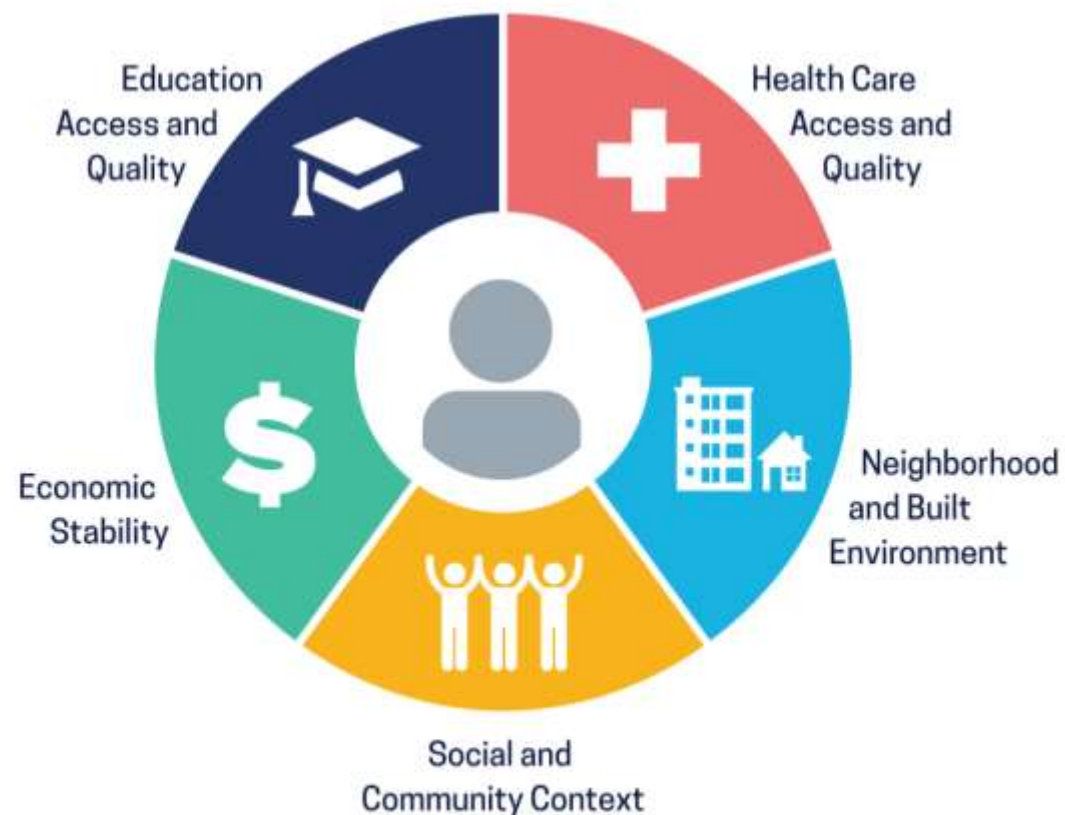 Education
Access and
Quality
Health Care
Access and
Quality
Economic
Stability
Neighborhood
and Built
Environment
Social and
Community Context